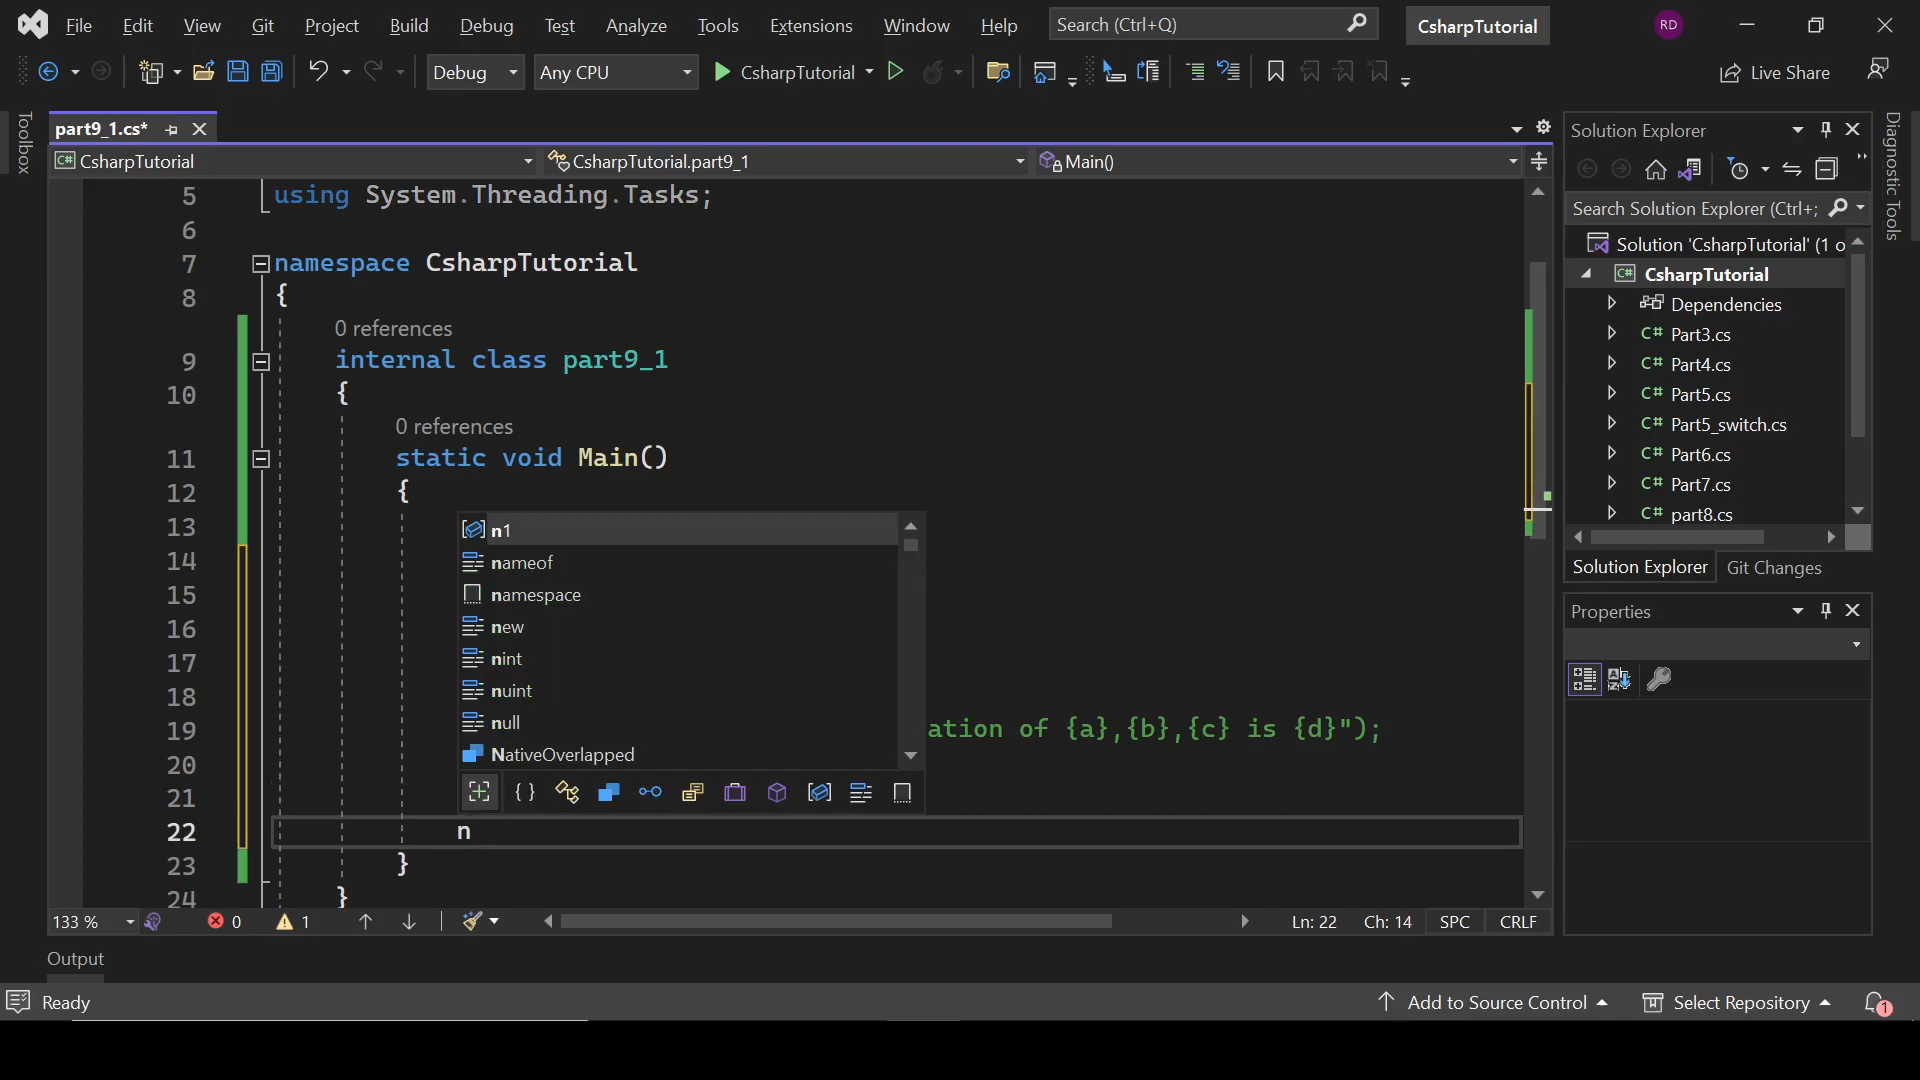 File Edit View Git Project Build Debug Test Analyze Tools Extensions Window Help Search (Ctrl+Q) CsharpTutorial RD
Debug Any CPU CsharpTutorial Live Share
Toolbox
part9_1.cs*
CsharpTutorial CsharpTutorial.part9_1 Main()
5 using System.Threading.Tasks;
6
7 namespace CsharpTutorial
8 {
0 references
9 internal class part9_1
10 {
0 references
11 static void Main()
12 {
13
14
15
16
17
18
19 ation of {a},{b},{c} is {d}");
20
21
22 n
23 }
24 }
n1
nameof
namespace
new
nint
nuint
null
NativeOverlapped
133 % 0 1 Ln: 22 Ch: 14 SPC CRLF
Solution Explorer
Search Solution Explorer (Ctrl+;
Solution 'CsharpTutorial' (1 o
C# CsharpTutorial
Dependencies
C# Part3.cs
C# Part4.cs
C# Part5.cs
C# Part5_switch.cs
C# Part6.cs
C# Part7.cs
C# part8.cs
Solution Explorer Git Changes
Properties
Diagnostic Tools
Output
Ready Add to Source Control Select Repository 1